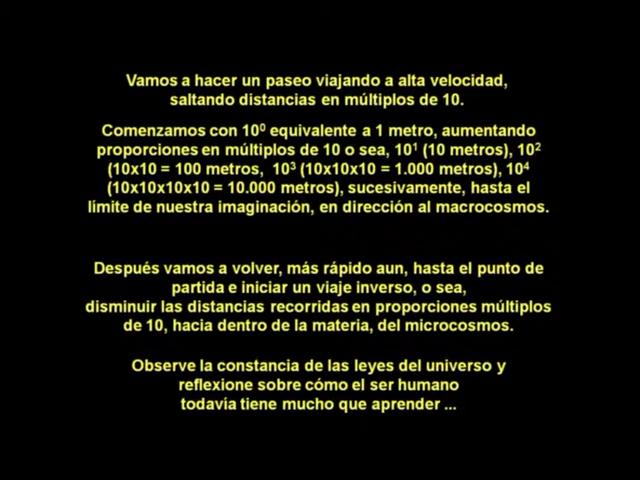 Vamos a hacer un paseo viajando a alta velocidad,
saltando distancias en múltiplos de 10.
Comenzamos con 10⁰ equivalente a 1 metro, aumentando
proporciones en múltiplos de 10 o sea, 10¹ (10 metros), 10²
(10x10 = 100 metros, 10³ (10x10x10 = 1.000 metros), 10⁴
(10x10x10x10 = 10.000 metros), sucesivamente, hasta el
límite de nuestra imaginación, en dirección al macrocosmos.
Después vamos a volver, más rápido aun, hasta el punto de
partida e iniciar un viaje inverso, o sea,
disminuir las distancias recorridas en proporciones múltiplos
de 10, hacia dentro de la materia, del microcosmos.
Observe la constancia de las leyes del universo y
reflexione sobre cómo el ser humano
todavía tiene mucho que aprender ...